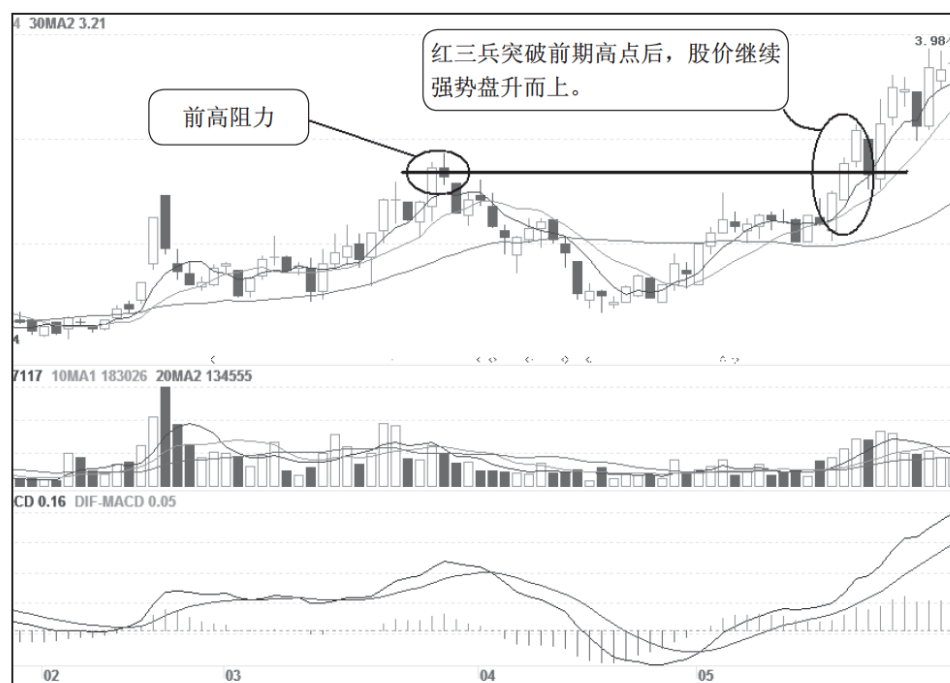 4 30MA2 3.21
3.98
红三兵突破前期高点后，股价继续
强势盘升而上。
前高阻力
4
7117 10MA1 183026 20MA2 134555
CD 0.16 DIF-MACD 0.05
02 03 04 05